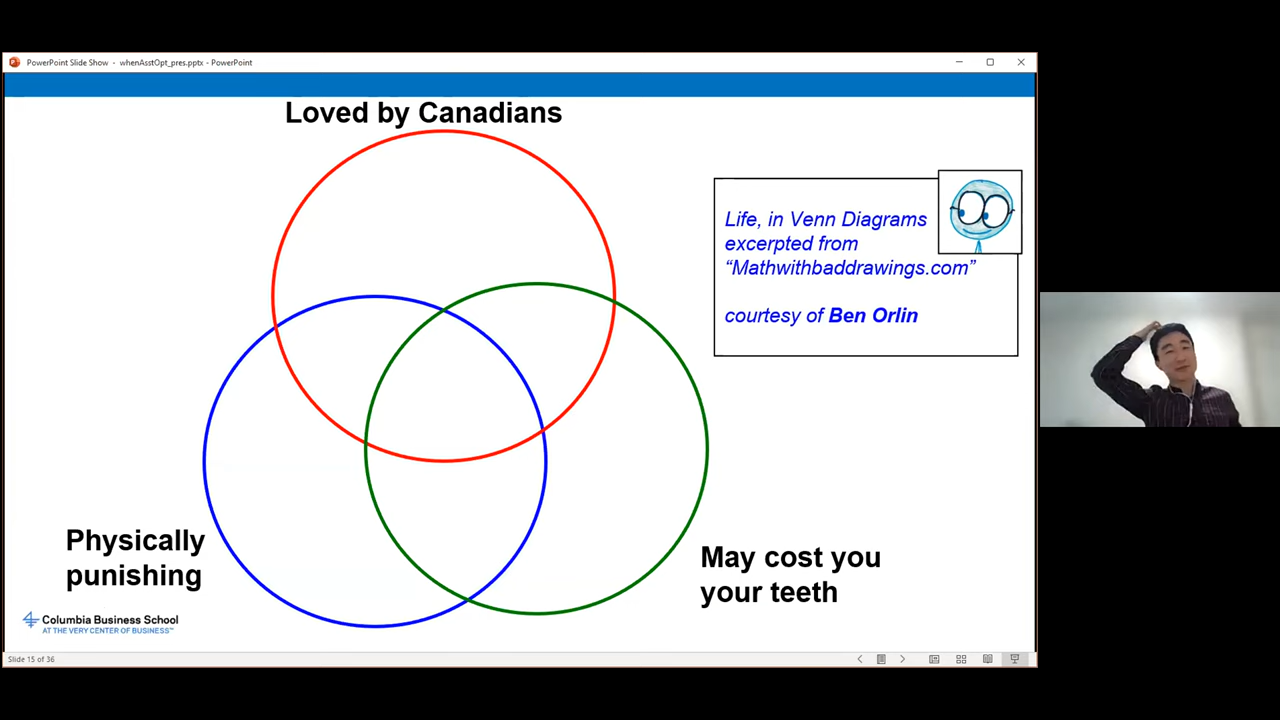 PowerPoint Slide Show - whenAsstOpt_pres.pptx - PowerPoint
Loved by Canadians
Life, in Venn Diagrams
excerpted from
“Mathwithbaddrawings.com”
courtesy of Ben Orlin
Physically
punishing
May cost you
your teeth
Columbia Business School
AT THE VERY CENTER OF BUSINESS™
Slide 15 of 36